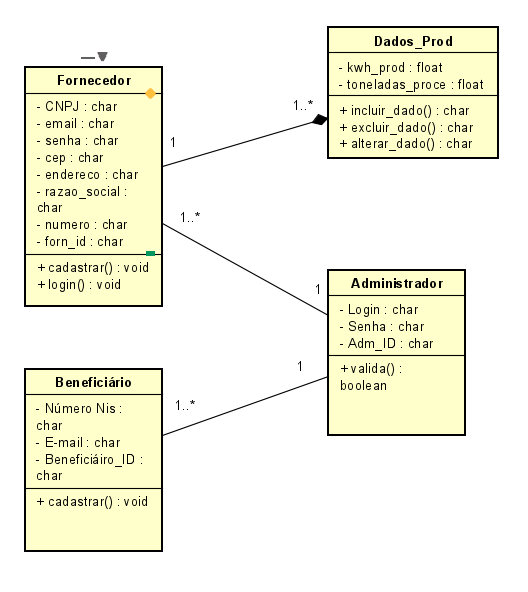 Fornecedor
- CNPJ : char
- email : char
- senha : char
- cep : char
- endereco : char
- razao_social :
char
- numero : char
- forn_id : char
+ cadastrar() : void
+ login() : void
Dados_Prod
- kwh_prod : float
- toneladas_proce : float
+ incluir_dado() : char
+ excluir_dado() : char
+ alterar_dado() : char
1..*
1
1..*
1
Administrador
- Login : char
- Senha : char
- Adm_ID : char
+ valida() :
boolean
1
1..*
Beneficiário
- Número Nis :
char
- E-mail : char
- Beneficiáiro_ID :
char
+ cadastrar() : void